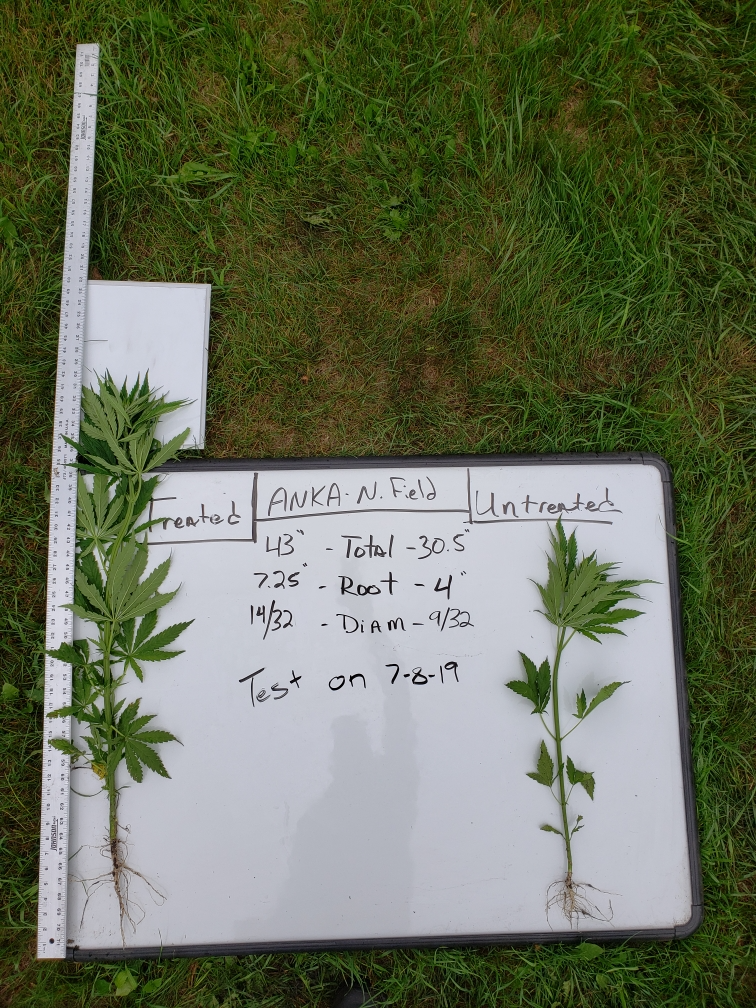 Treated ANKA-N. Field Untreated
43" - Total - 30.5"
7.25" - Root - 4"
14/32 - DIAM - 9/32
Test on 7-8-19
JOHNSON